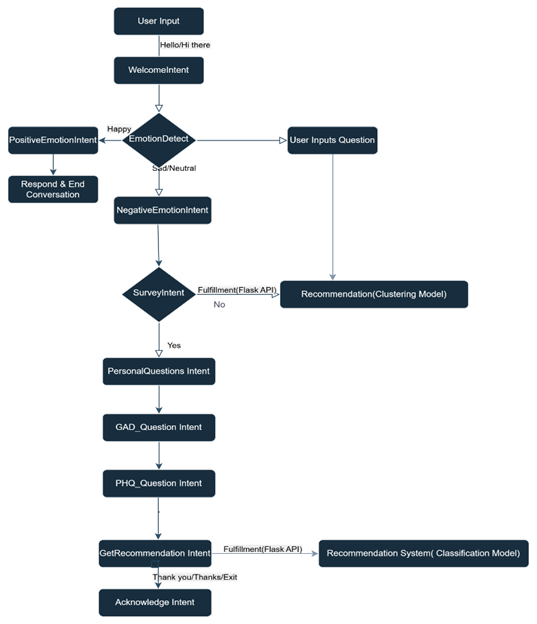 User Input
Hello/Hi there
WelcomeIntent
Happy
PositiveEmotionIntent
EmotionDetect
User Inputs Question
Sad/Neutral
Respond & End
Conversation
NegativeEmotionIntent
SurveyIntent
Fulfillment(Flask API)
No
Recommendation(Clustering Model)
Yes
PersonalQuestions Intent
GAD_Question Intent
PHQ_Question Intent
GetRecommendation Intent
Fulfillment(Flask API)
Recommendation System( Classification Model)
Thank you/Thanks/Exit
Acknowledge Intent